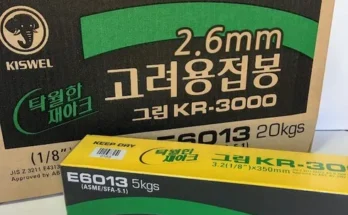 KISWEL
2.6mm
고려용접봉
그린 KR-3000
탁월한
재아크
E6013 20kgs
(1/8")
JIS Z 3211 E43
Approved by AB
KEEP DRY
탁월한
재아크
그린 KR-30
3.2(1/8")×350mm
E6013 5kgs
(ASME/SFA-5.1)